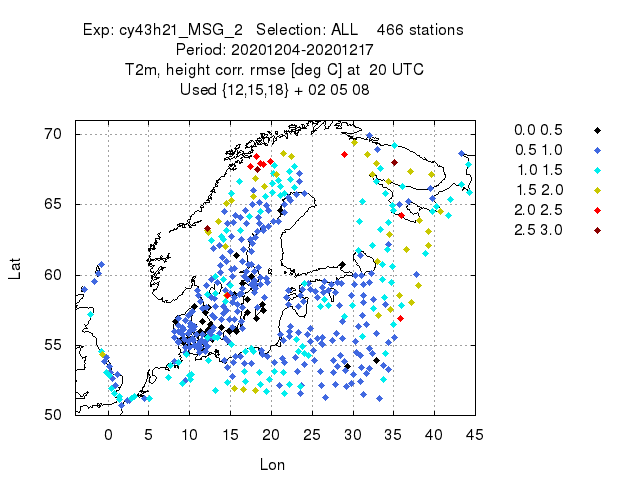 Exp: cy43h21_MSG_2 Selection: ALL 466 stations
Period: 20201204-20201217
T2m, height corr. rmse [deg C] at 20 UTC
Used {12,15,18} + 02 05 08
0.0 0.5
0.5 1.0
1.0 1.5
1.5 2.0
2.0 2.5
2.5 3.0
70
65
60
55
50
Lat
0 5 10 15 20 25 30 35 40 45
Lon